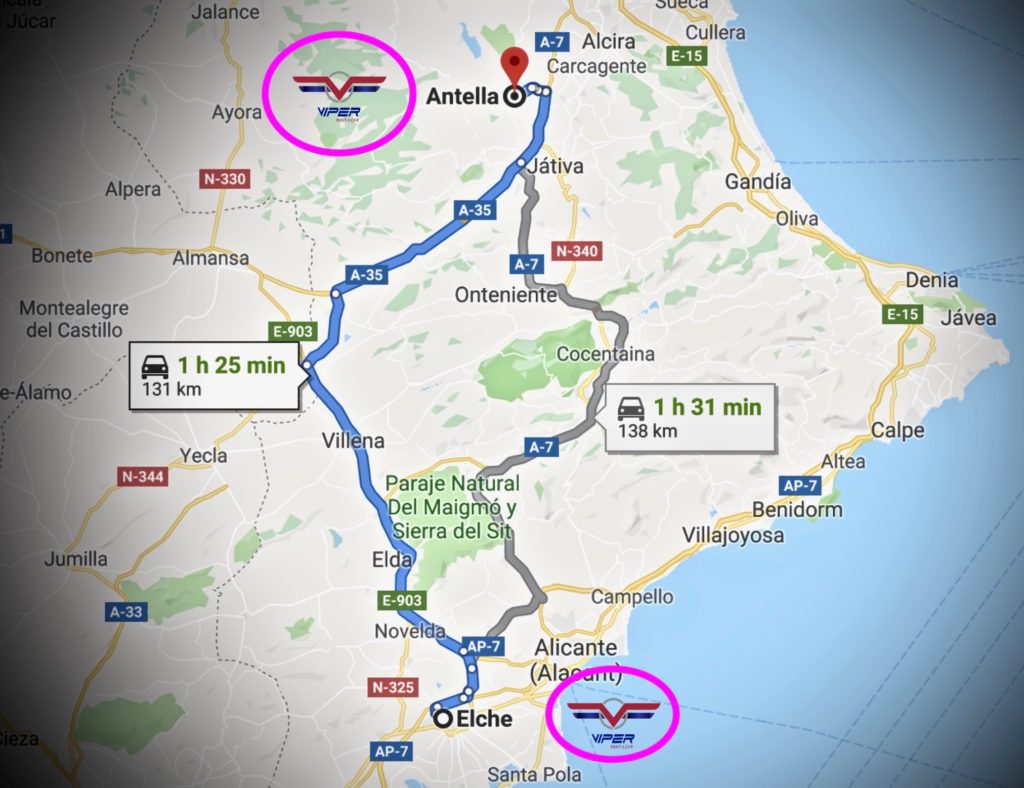 Sueca
Jalance
Júcar
Cullera
A-7
Alcira
E-15
Carcagente
VIPER
RENT A CAR
Antella
Ayora
Játiva
N-330
Gandía
Alpera
A-35
Oliva
1
N-340
Bonete
Almansa
A-7
A-35
Denia
Onteniente
Montealegre
del Castillo
E-15
Jávea
E-903
Cocentaina
1 h 25 min
131 km
e-Álamo
1 h 31 min
138 km
Calpe
Villena
A-7
Yecla
Altea
N-344
Paraje Natural
Del Maigmó y
Sierra del Sit
AP-7
Benidorm
Villajoyosa
Jumilla
Elda
E-903
Campello
A-33
Novelda
AP-7
Alicante
(Alacant)
N-325
Elche
VIPER
RENT A CAR
Cieza
AP-7
Santa Pola